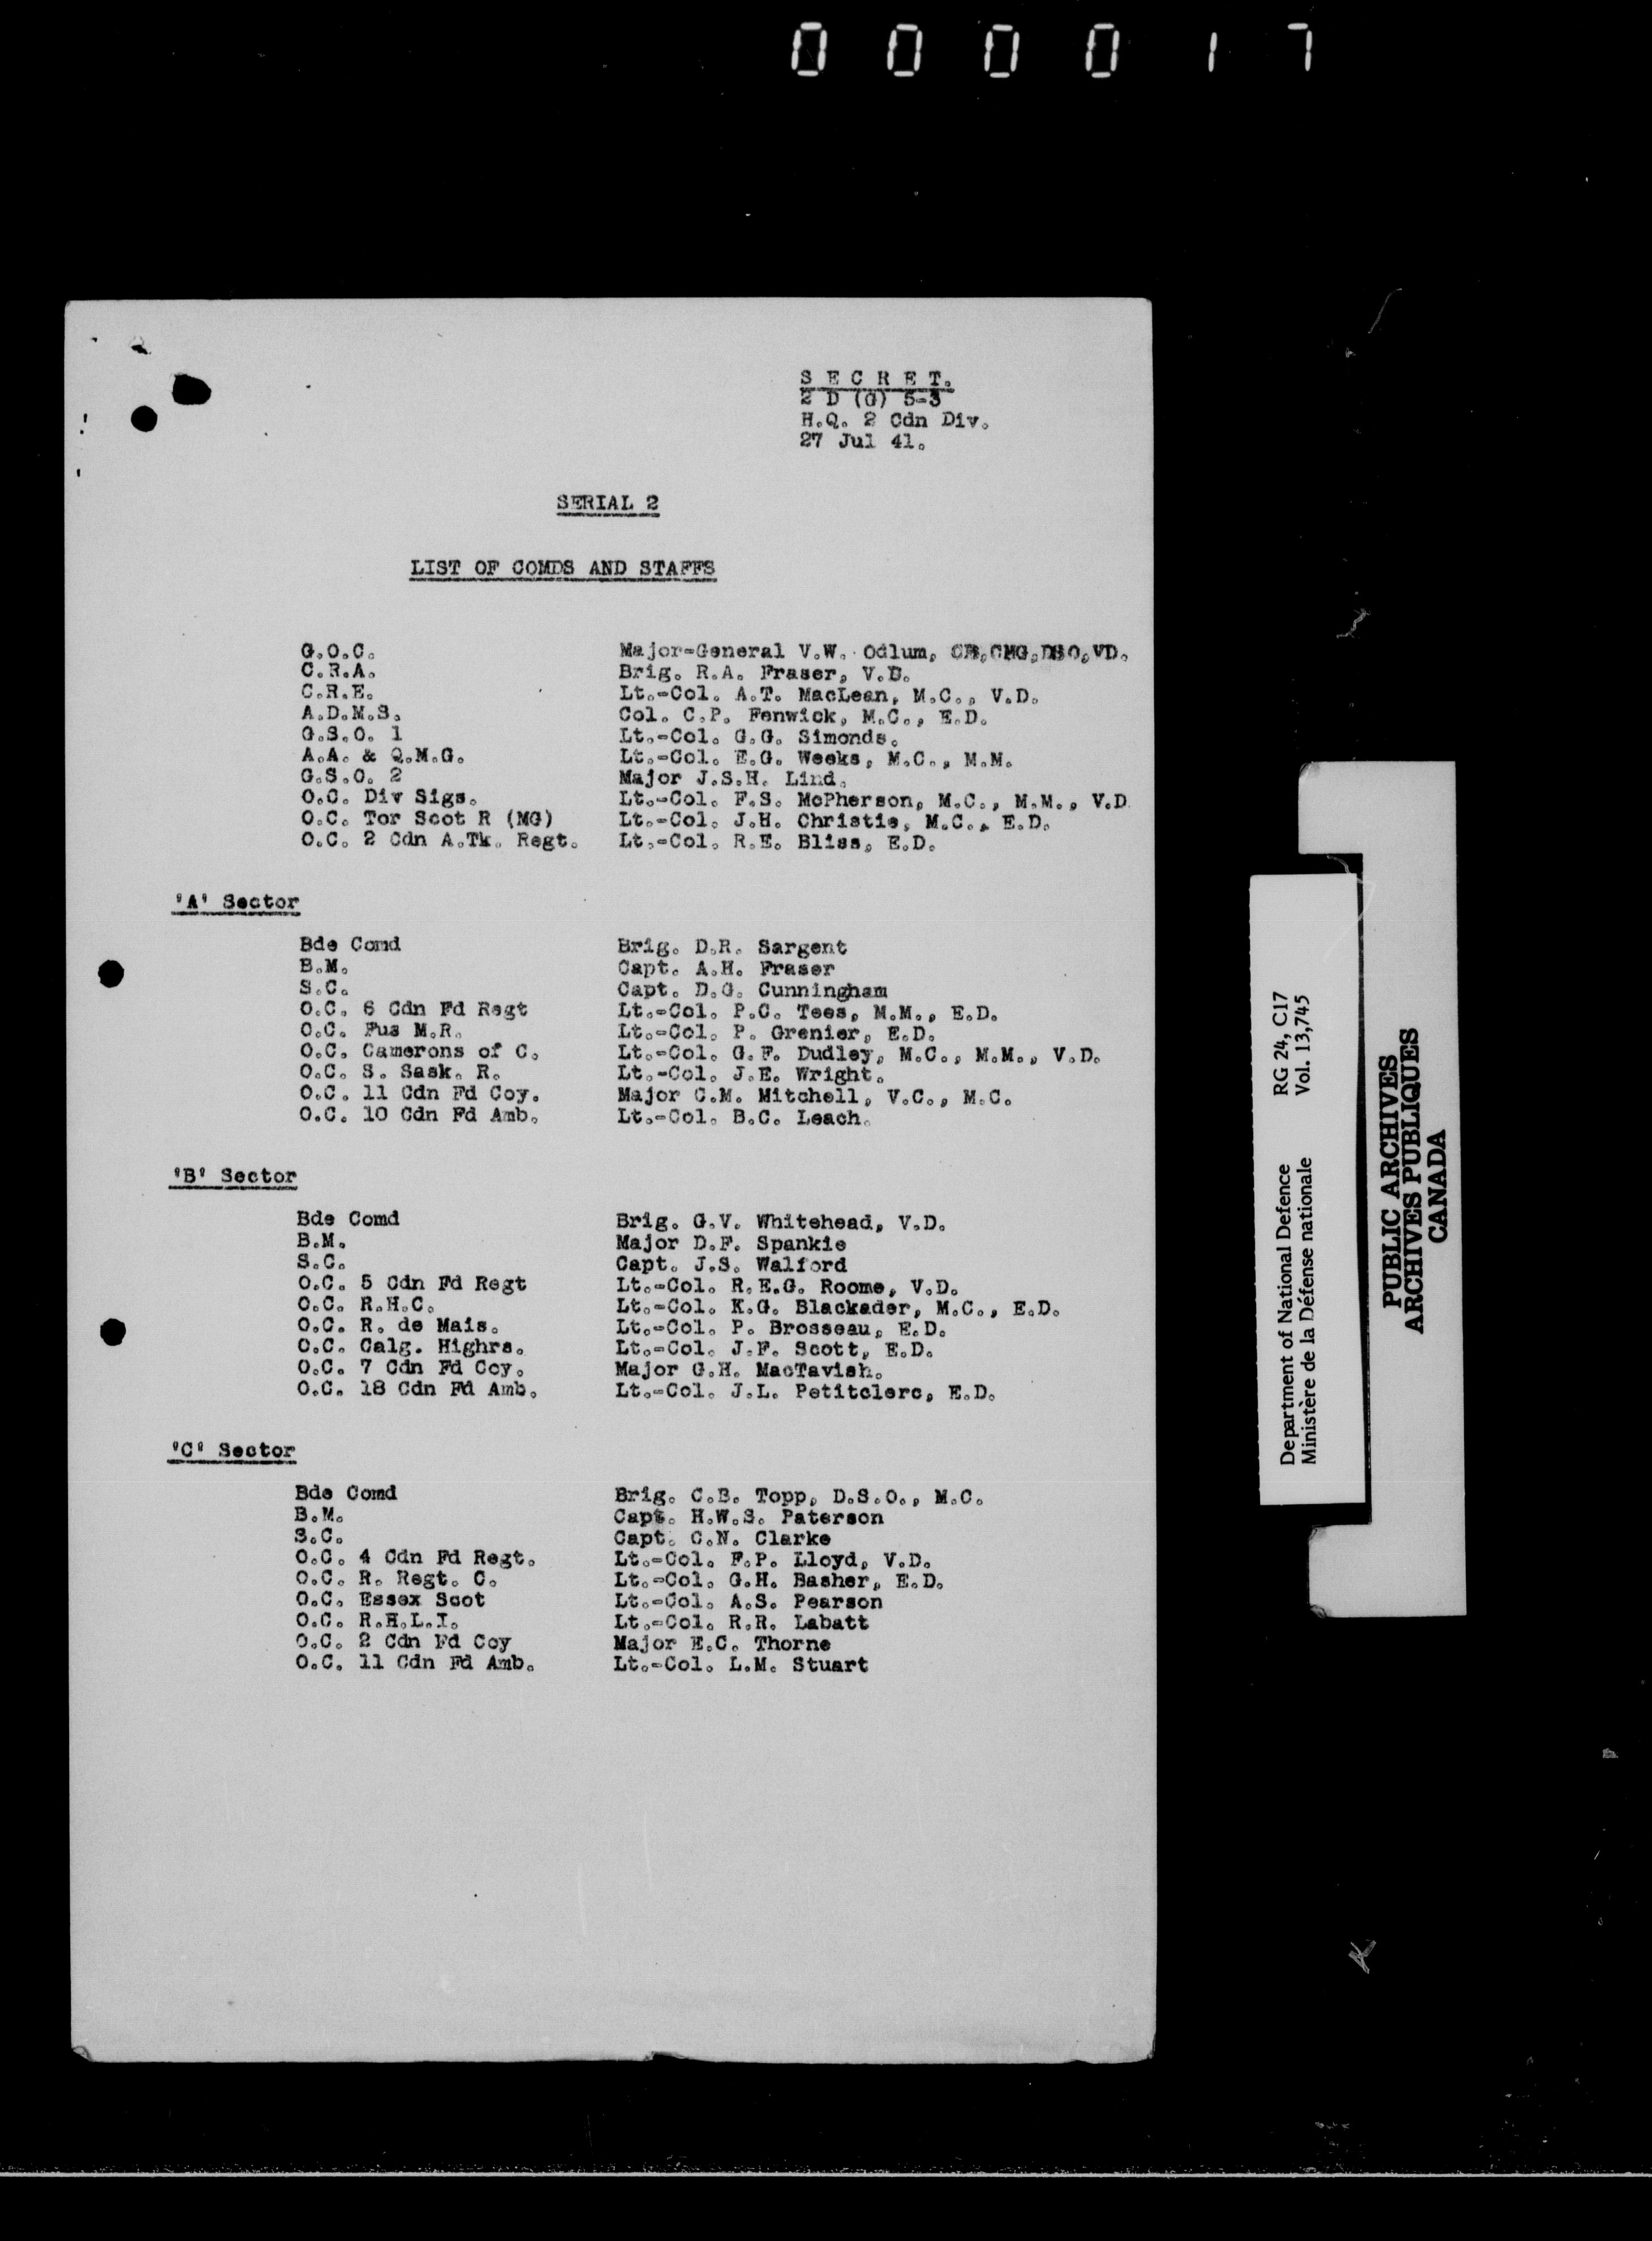 000017
S E C R E T.
2 D (G) 5-3
H.Q. 2 Cdn Div.
27 Jul 41.
SERIAL 2
LIST OF COMDS AND STAFFS
G.O.C. Major-General V.W. Odlum, CB,CMG,DSO,VD.
C.R.A. Brig. R.A. Fraser, V.D.
C.R.E. Lt.-Col. A.T. MacLean, M.C., V.D.
A.D.M.S. Col. C.P. Fenwick, M.C., E.D.
G.S.O. 1 Lt.-Col. G.G. Simonds.
A.A. & Q.M.G. Lt.-Col. E.G. Weeks, M.C., M.M.
G.S.O. 2 Major J.S.H. Lind.
O.C. Div Sigs. Lt.-Col. F.S. McPherson, M.C., M.M., V.D
O.C. Tor Scot R (MG) Lt.-Col. J.H. Christie, M.C., E.D.
O.C. 2 Cdn A.Tk. Regt. Lt.-Col. R.E. Bliss, E.D.
'A' Sector
Bde Comd Brig. D.R. Sargent
B.M. Capt. A.H. Fraser
S.C. Capt. D.G. Cunningham
O.C. 6 Cdn Fd Regt Lt.-Col. P.C. Tees, M.M., E.D.
O.C. Fus M.R. Lt.-Col. P. Grenier, E.D.
O.C. Camerons of C. Lt.-Col. G.F. Dudley, M.C., M.M., V.D.
O.C. S. Sask. R. Lt.-Col. J.E. Wright.
O.C. 11 Cdn Fd Coy. Major C.M. Mitchell, V.C., M.C.
O.C. 10 Cdn Fd Amb. Lt.-Col. B.C. Leach.
'B' Sector
Bde Comd Brig. G.V. Whitehead, V.D.
B.M. Major D.F. Spankie
S.C. Capt. J.S. Walford
O.C. 5 Cdn Fd Regt Lt.-Col. R.E.G. Roome, V.D.
O.C. R.H.C. Lt.-Col. K.G. Blackader, M.C., E.D.
O.C. R. de Mais. Lt.-Col. P. Brosseau, E.D.
O.C. Calg. Highrs. Lt.-Col. J.F. Scott, E.D.
O.C. 7 Cdn Fd Coy. Major G.H. MacTavish.
O.C. 18 Cdn Fd Amb. Lt.-Col. J.L. Petitclerc, E.D.
'C' Sector
Bde Comd Brig. C.B. Topp, D.S.O., M.C.
B.M. Capt. H.W.S. Paterson
S.C. Capt. C.N. Clarke
O.C. 4 Cdn Fd Regt. Lt.-Col. F.P. Lloyd, V.D.
O.C. R. Regt. C. Lt.-Col. G.H. Basher, E.D.
O.C. Essex Scot Lt.-Col. A.S. Pearson
O.C. R.H.L.I. Lt.-Col. R.R. Labatt
O.C. 2 Cdn Fd Coy Major E.C. Thorne
O.C. 11 Cdn Fd Amb. Lt.-Col. L.M. Stuart
Department of National Defence RG 24, C17
Ministère de la Défense nationale Vol. 13,745
PUBLIC ARCHIVES
ARCHIVES PUBLIQUES
CANADA